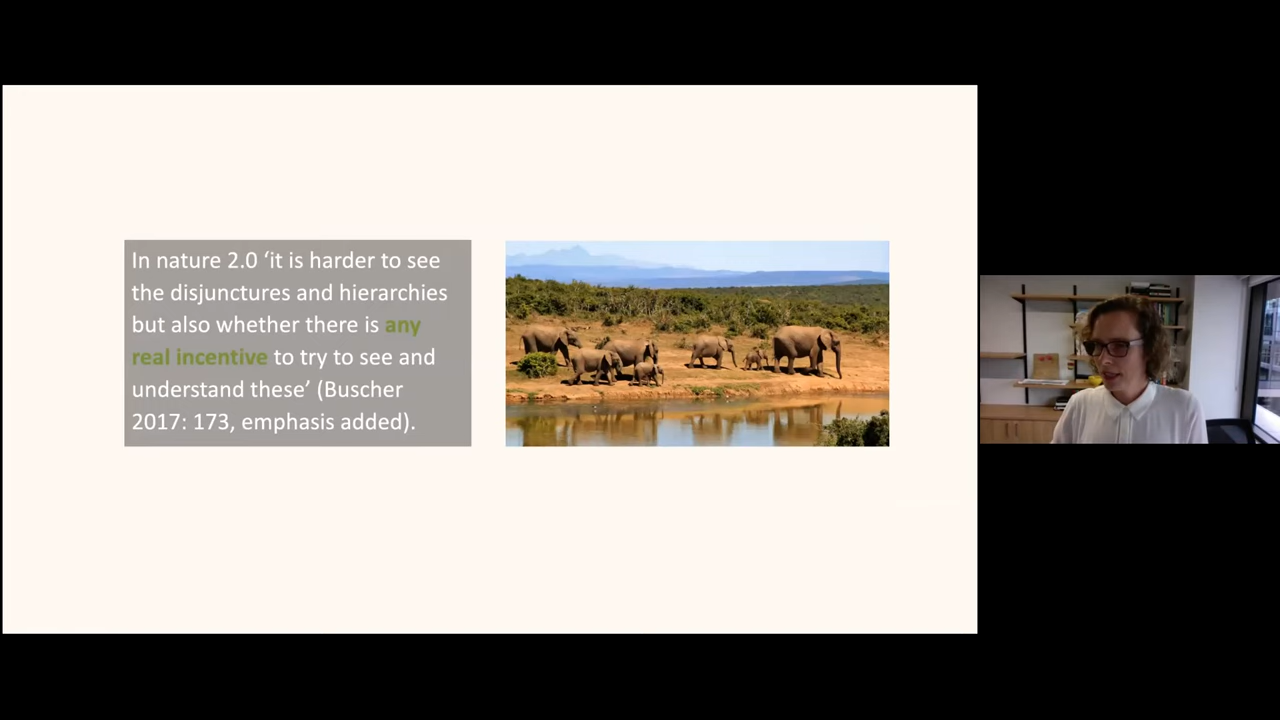 In nature 2.0 ‘it is harder to see
the disjunctures and hierarchies
but also whether there is any
real incentive to try to see and
understand these’ (Buscher
2017: 173, emphasis added).